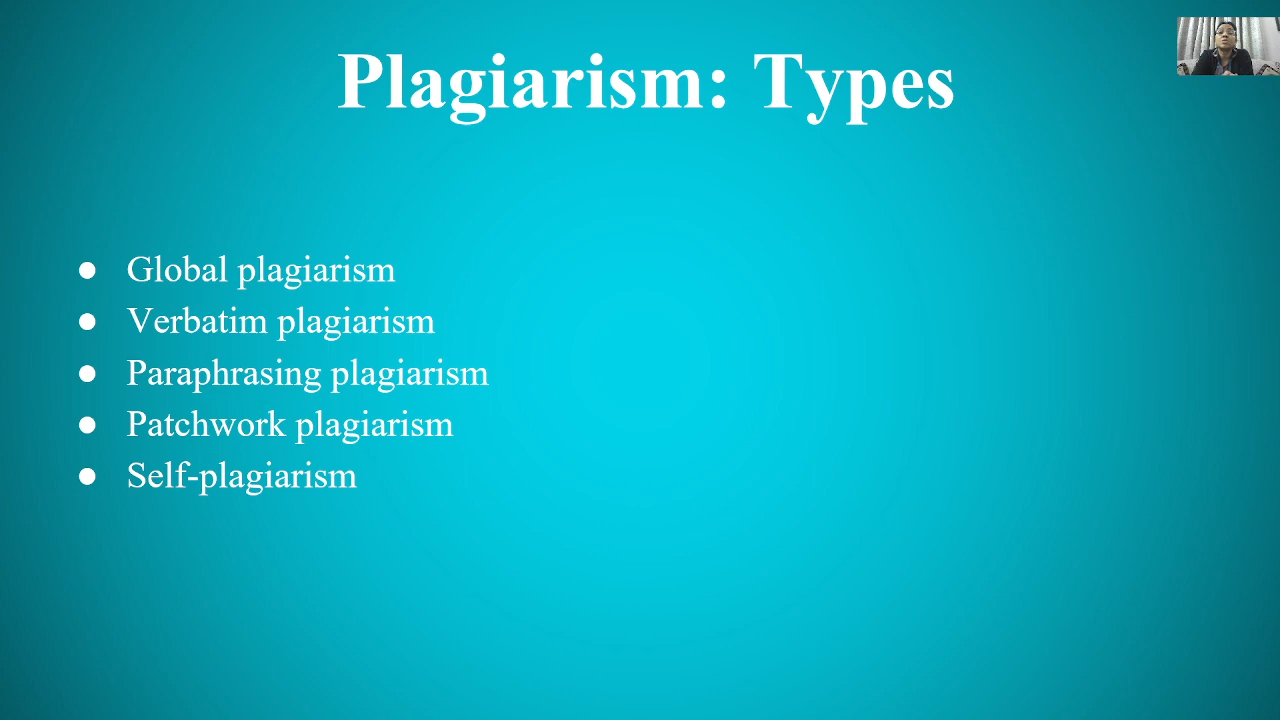 Plagiarism: Types
● Global plagiarism
● Verbatim plagiarism
● Paraphrasing plagiarism
● Patchwork plagiarism
● Self-plagiarism